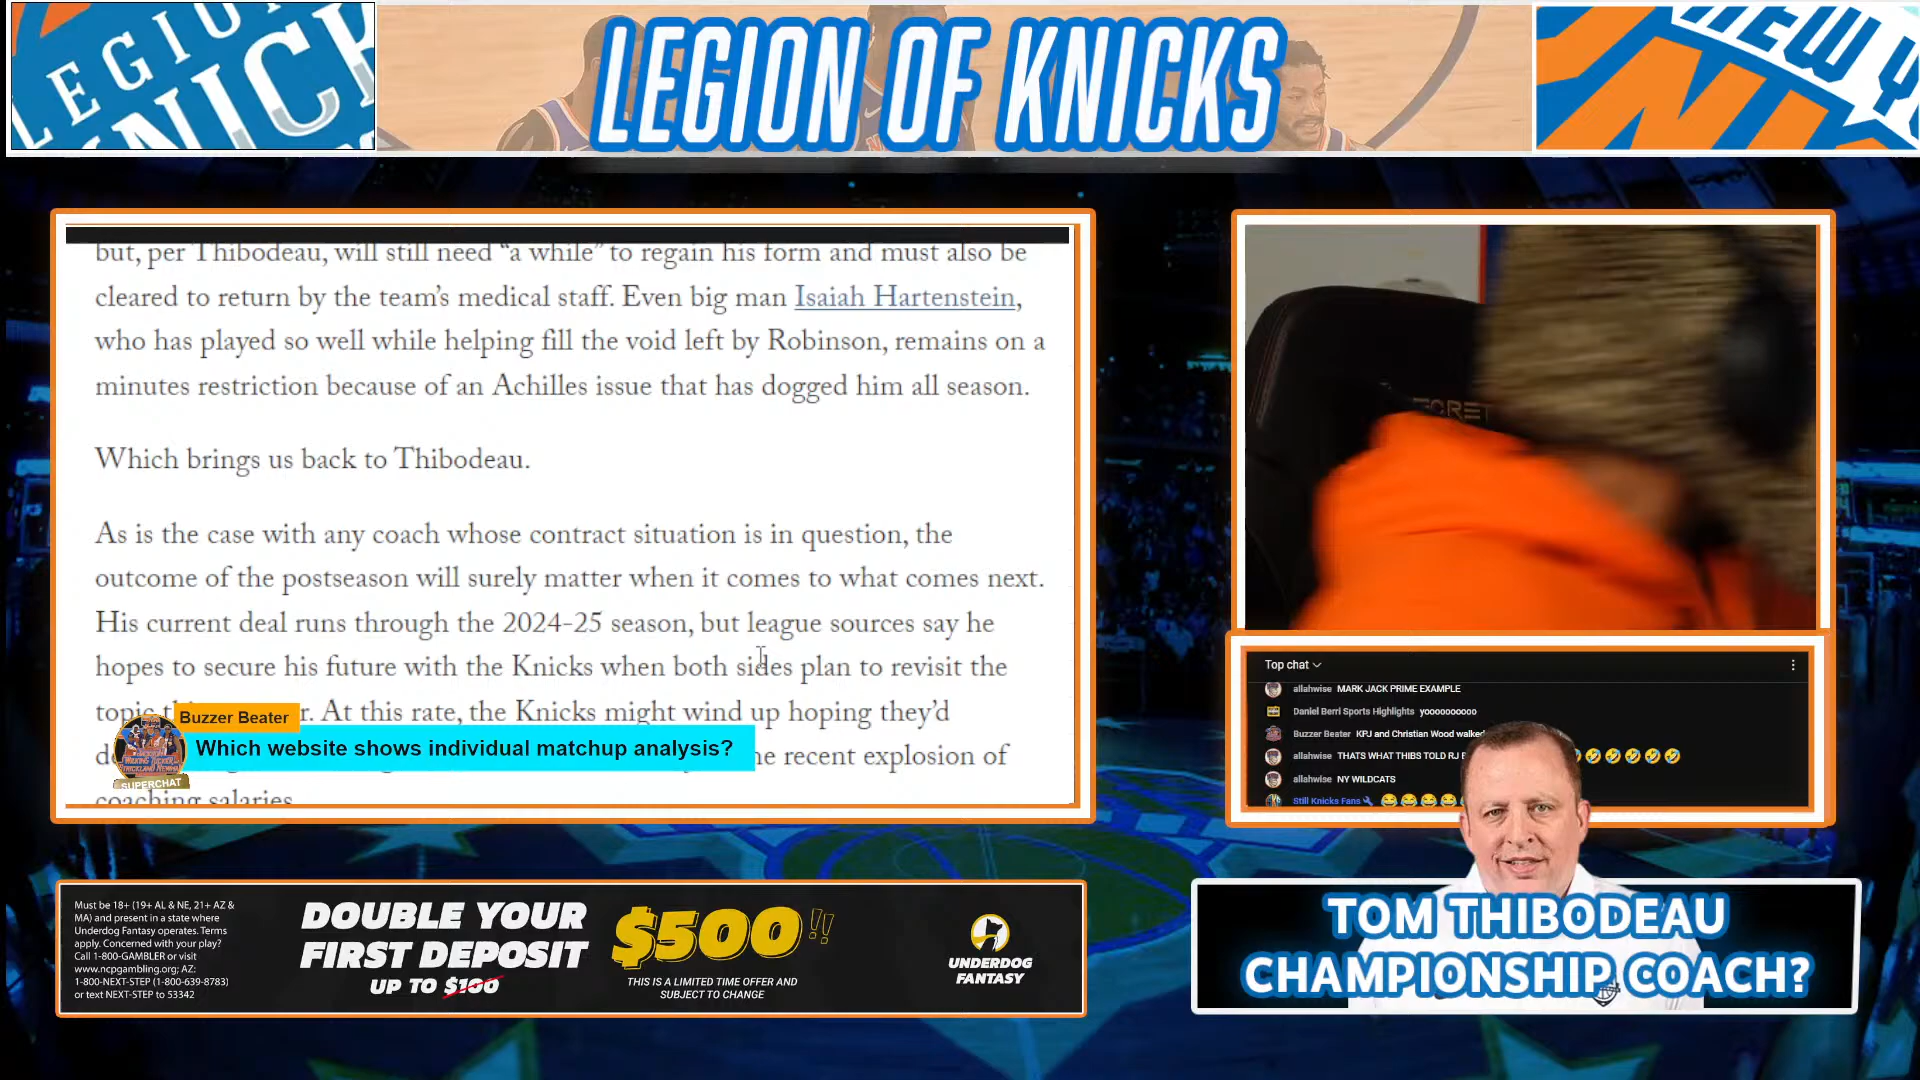 LEGION
KNICK
LEGION OF KNICKS
NEW Y
but, per Thibodeau, will still need “a while” to regain his form and must also be
cleared to return by the team’s medical staff. Even big man Isaiah Hartenstein,
who has played so well while helping fill the void left by Robinson, remains on a
minutes restriction because of an Achilles issue that has dogged him all season.
Which brings us back to Thibodeau.
As is the case with any coach whose contract situation is in question, the
outcome of the postseason will surely matter when it comes to what comes next.
His current deal runs through the 2024-25 season, but league sources say he
hopes to secure his future with the Knicks when both sides plan to revisit the
topic r. At this rate, the Knicks might wind up hoping they’d
Buzzer Beater
Which website shows individual matchup analysis?
he recent explosion of
SUPERCHAT
coaching salaries
Top chat
allahwise MARK JACK PRIME EXAMPLE
Daniel Berri Sports Highlights yoooooooooo
Buzzer Beater KPJ and Christian Wood walked
allahwise THATS WHAT THIBS TOLD RJ
allahwise NY WILDCATS
Still Knicks Fans
Must be 18+ (19+ AL & NE, 21+ AZ &
MA) and present in a state where
Underdog Fantasy operates. Terms
apply. Concerned with your play?
Call 1-800-GAMBLER or visit
www.ncpgambling.org; AZ:
1-800-NEXT-STEP (1-800-639-8783)
or text NEXT-STEP to 53342
DOUBLE YOUR
FIRST DEPOSIT
UP TO $100
$500!!
THIS IS A LIMITED TIME OFFER AND
SUBJECT TO CHANGE
UNDERDOG
FANTASY
TOM THIBODEAU
CHAMPIONSHIP COACH?